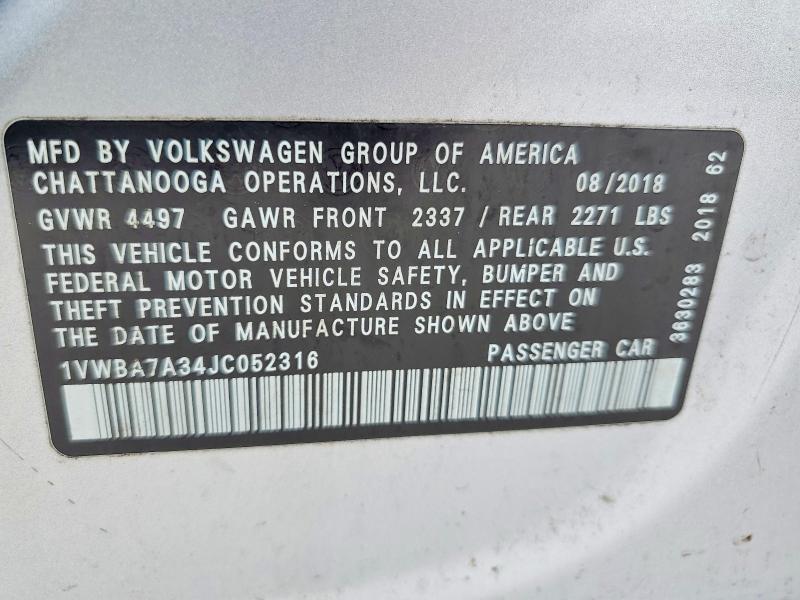 MFD BY VOLKSWAGEN GROUP OF AMERICA
CHATTANOOGA OPERATIONS, LLC. 08/2018
GVWR 4497 GAWR FRONT 2337 / REAR 2271 LBS
THIS VEHICLE CONFORMS TO ALL APPLICABLE U.S.
FEDERAL MOTOR VEHICLE SAFETY, BUMPER AND
THEFT PREVENTION STANDARDS IN EFFECT ON
THE DATE OF MANUFACTURE SHOWN ABOVE
1VWBA7A34JC052316 PASSENGER CAR
3630283 2018 62